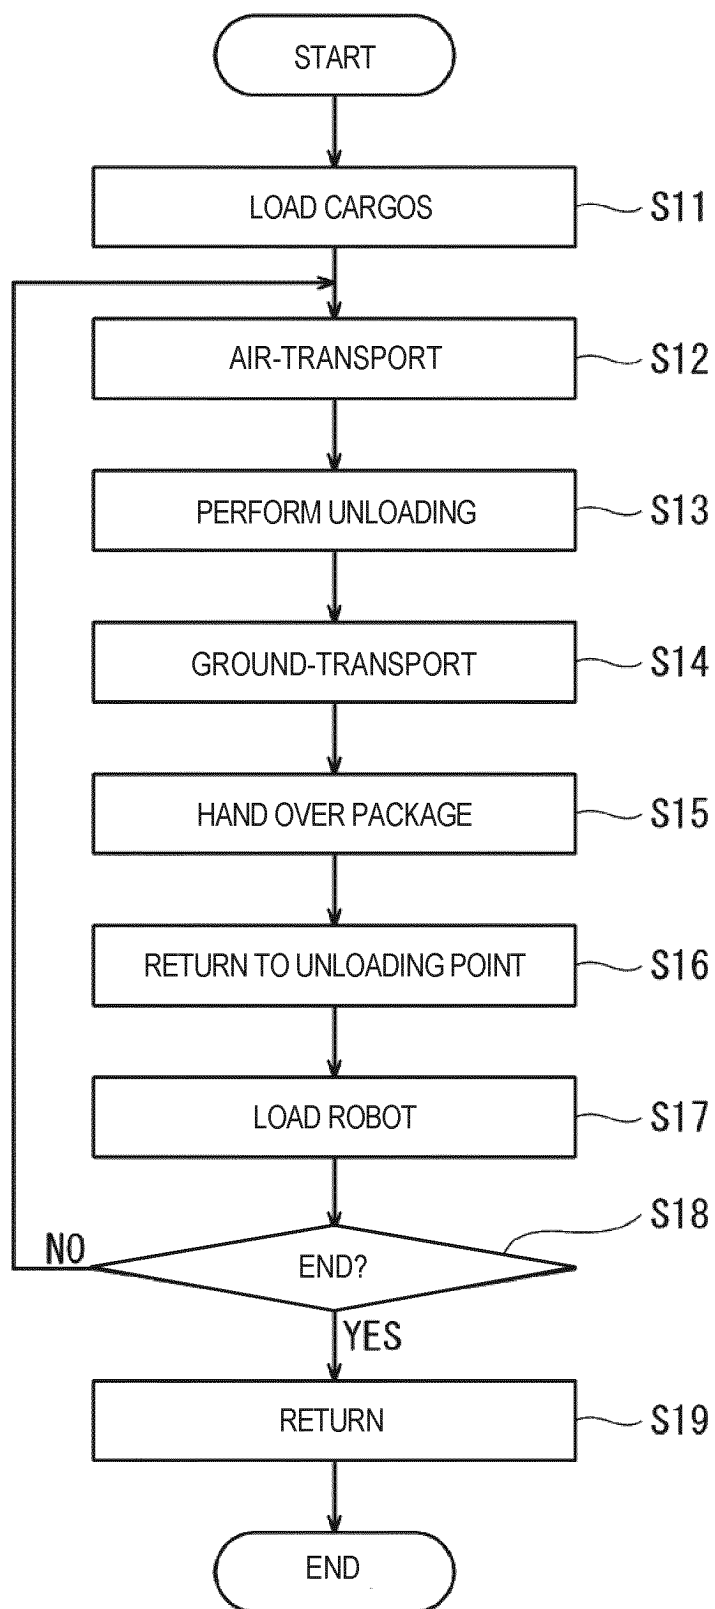 START
LOAD CARGOS
S11
AIR-TRANSPORT
S12
PERFORM UNLOADING
S13
GROUND-TRANSPORT
S14
HAND OVER PACKAGE
S15
RETURN TO UNLOADING POINT
S16
LOAD ROBOT
S17
S18
NO
END?
YES
RETURN
S19
END